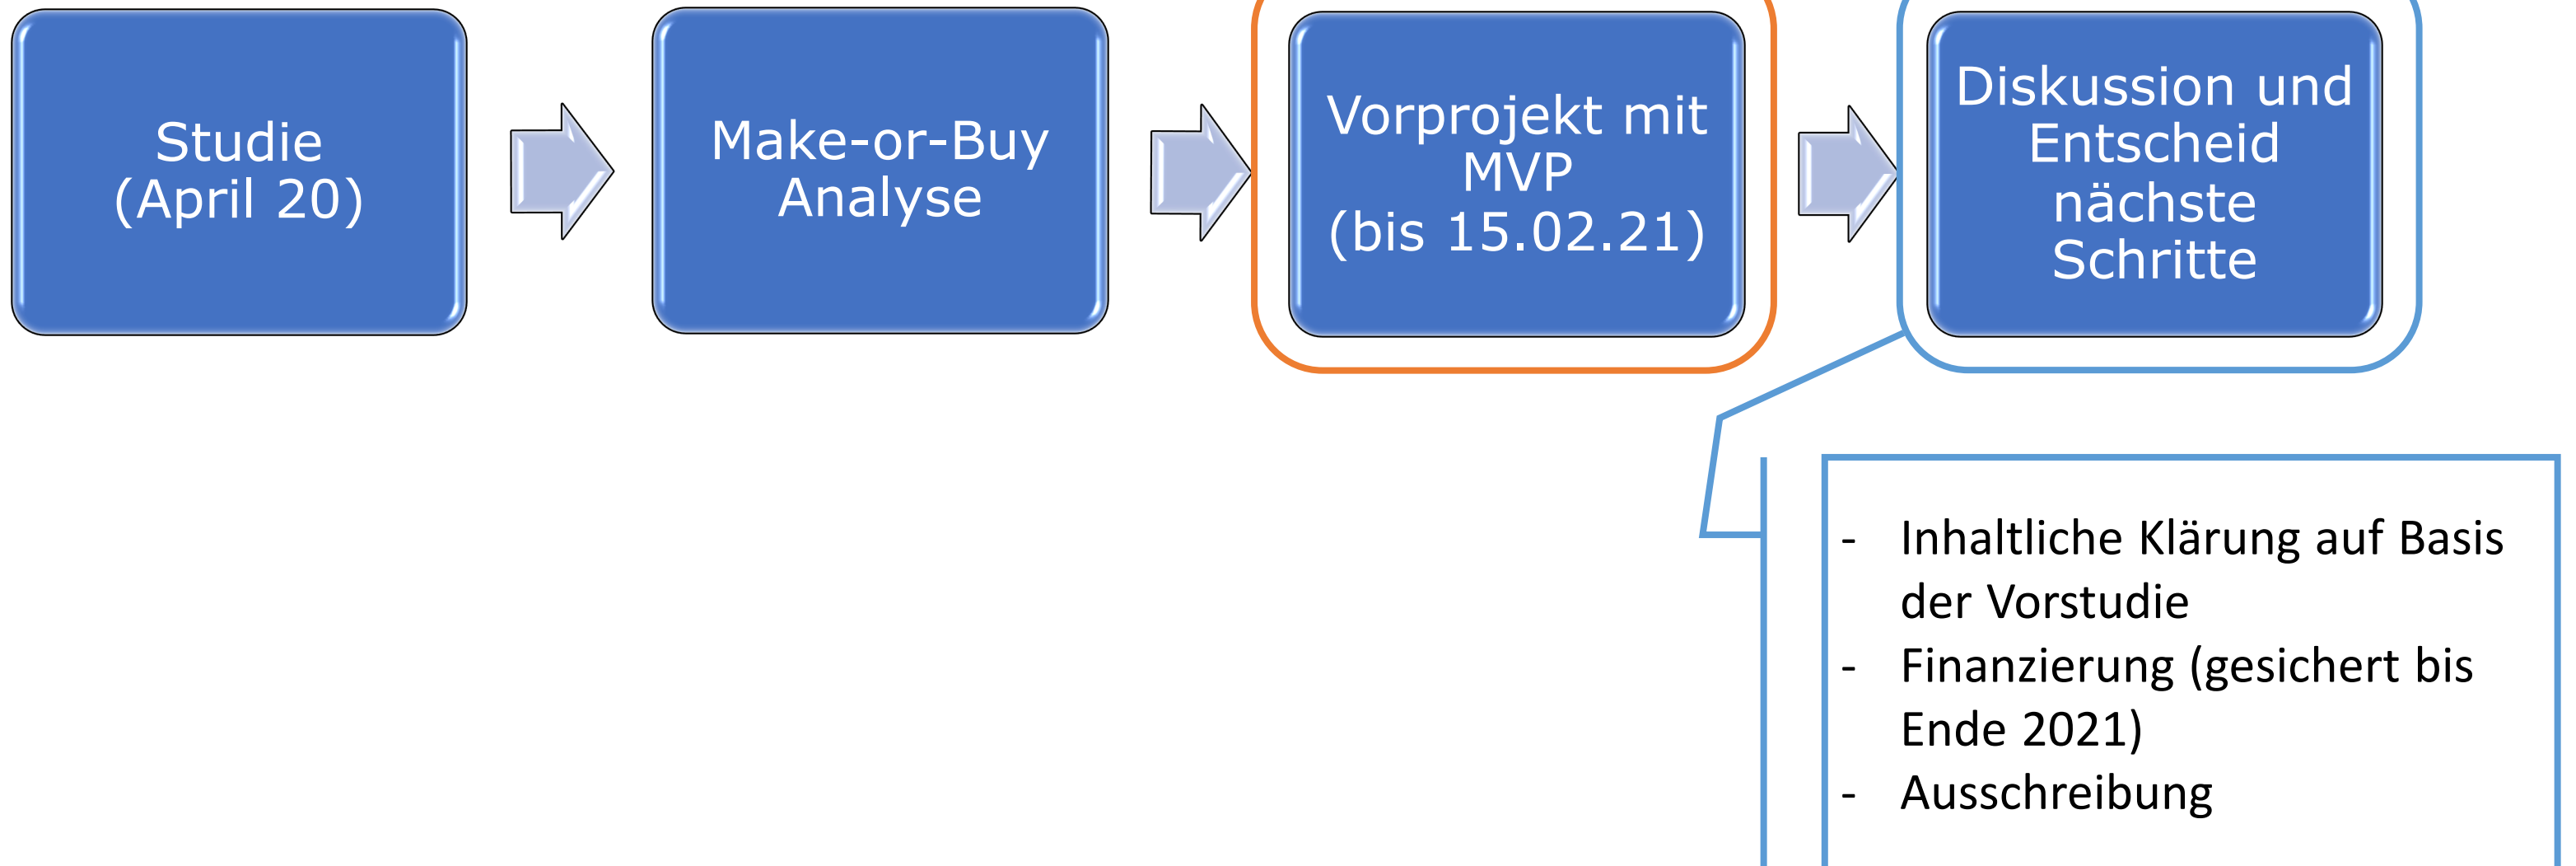 Studie
(April 20)
Make-or-Buy
Analyse
Vorprojekt mit
MVP
(bis 15.02.21)
Diskussion und
Entscheid
nächste
Schritte
- Inhaltliche Klärung auf Basis
der Vorstudie
- Finanzierung (gesichert bis
Ende 2021)
- Ausschreibung